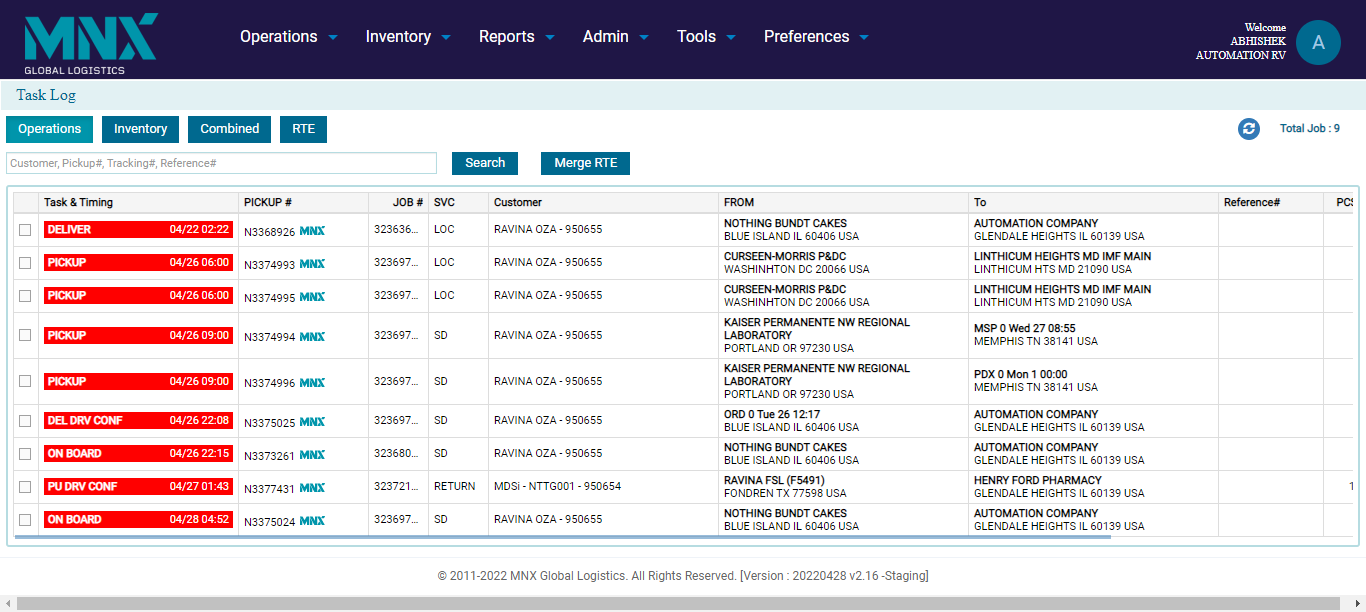 MNX
GLOBAL LOGISTICS
Operations Inventory Reports Admin Tools Preferences
Welcome
ABHISHEK
AUTOMATION RV
A
Task Log
Operations Inventory Combined RTE
Total Job : 9
Customer, Pickup#, Tracking#, Reference# Search Merge RTE
Task & Timing PICKUP # JOB # SVC Customer FROM To Reference# PCS
DELIVER 04/22 02:22 N3368926 MNX 323636... LOC RAVINA OZA - 950655 NOTHING BUNDT CAKES AUTOMATION COMPANY
BLUE ISLAND IL 60406 USA GLENDALE HEIGHTS IL 60139 USA
PICKUP 04/26 06:00 N3374993 MNX 323697... LOC RAVINA OZA - 950655 CURSEEN-MORRIS P&DC LINTHICUM HEIGHTS MD IMF MAIN
WASHINHTON DC 20066 USA LINTHICUM HTS MD 21090 USA
PICKUP 04/26 06:00 N3374995 MNX 323697... LOC RAVINA OZA - 950655 CURSEEN-MORRIS P&DC LINTHICUM HEIGHTS MD IMF MAIN
WASHINHTON DC 20066 USA LINTHICUM HTS MD 21090 USA
PICKUP 04/26 09:00 N3374994 MNX 323697... SD RAVINA OZA - 950655 KAISER PERMANENTE NW REGIONAL
LABORATORY MSP 0 Wed 27 08:55
PORTLAND OR 97230 USA MEMPHIS TN 38141 USA
PICKUP 04/26 09:00 N3374996 MNX 323697... SD RAVINA OZA - 950655 KAISER PERMANENTE NW REGIONAL
LABORATORY PDX 0 Mon 1 00:00
PORTLAND OR 97230 USA MEMPHIS TN 38141 USA
DEL DRV CONF 04/26 22:08 N3375025 MNX 323697... SD RAVINA OZA - 950655 ORD 0 Tue 26 12:17 AUTOMATION COMPANY
BLUE ISLAND IL 60406 USA GLENDALE HEIGHTS IL 60139 USA
ON BOARD 04/26 22:15 N3373261 MNX 323680... SD RAVINA OZA - 950655 NOTHING BUNDT CAKES AUTOMATION COMPANY
BLUE ISLAND IL 60406 USA GLENDALE HEIGHTS IL 60139 USA
PU DRV CONF 04/27 01:43 N3377431 MNX 323721... RETURN MDSi - NTTG001 - 950654 RAVINA FSL (F5491) HENRY FORD PHARMACY 1
FONDREN TX 77598 USA GLENDALE HEIGHTS IL 60139 USA
ON BOARD 04/28 04:52 N3375024 MNX 323697... SD RAVINA OZA - 950655 NOTHING BUNDT CAKES AUTOMATION COMPANY
BLUE ISLAND IL 60406 USA GLENDALE HEIGHTS IL 60139 USA
© 2011-2022 MNX Global Logistics. All Rights Reserved. [Version : 20220428 v2.16 -Staging]